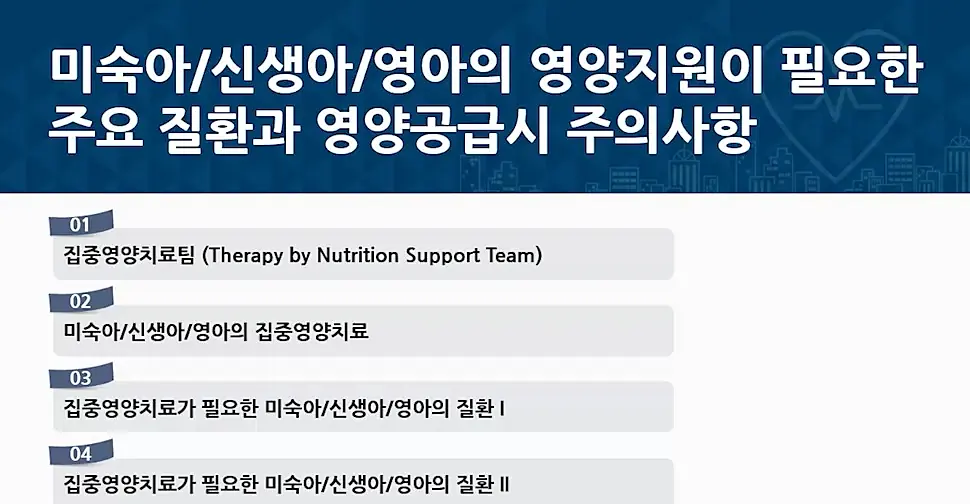 미숙아/신생아/영아의 영양지원이 필요한
주요 질환과 영양공급시 주의사항
01
집중영양치료팀 (Therapy by Nutrition Support Team)
02
미숙아/신생아/영아의 집중영양치료
03
집중영양치료가 필요한 미숙아/신생아/영아의 질환 I
04
집중영양치료가 필요한 미숙아/신생아/영아의 질환 II